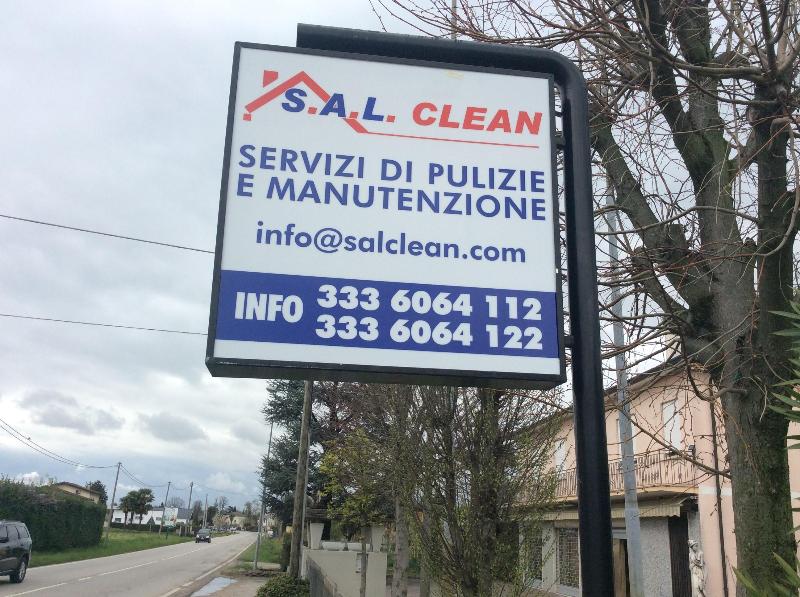 S.A.L. CLEAN
SERVIZI DI PULIZIE
E MANUTENZIONE
info@salclean.com
INFO 333 6064 112
333 6064 122